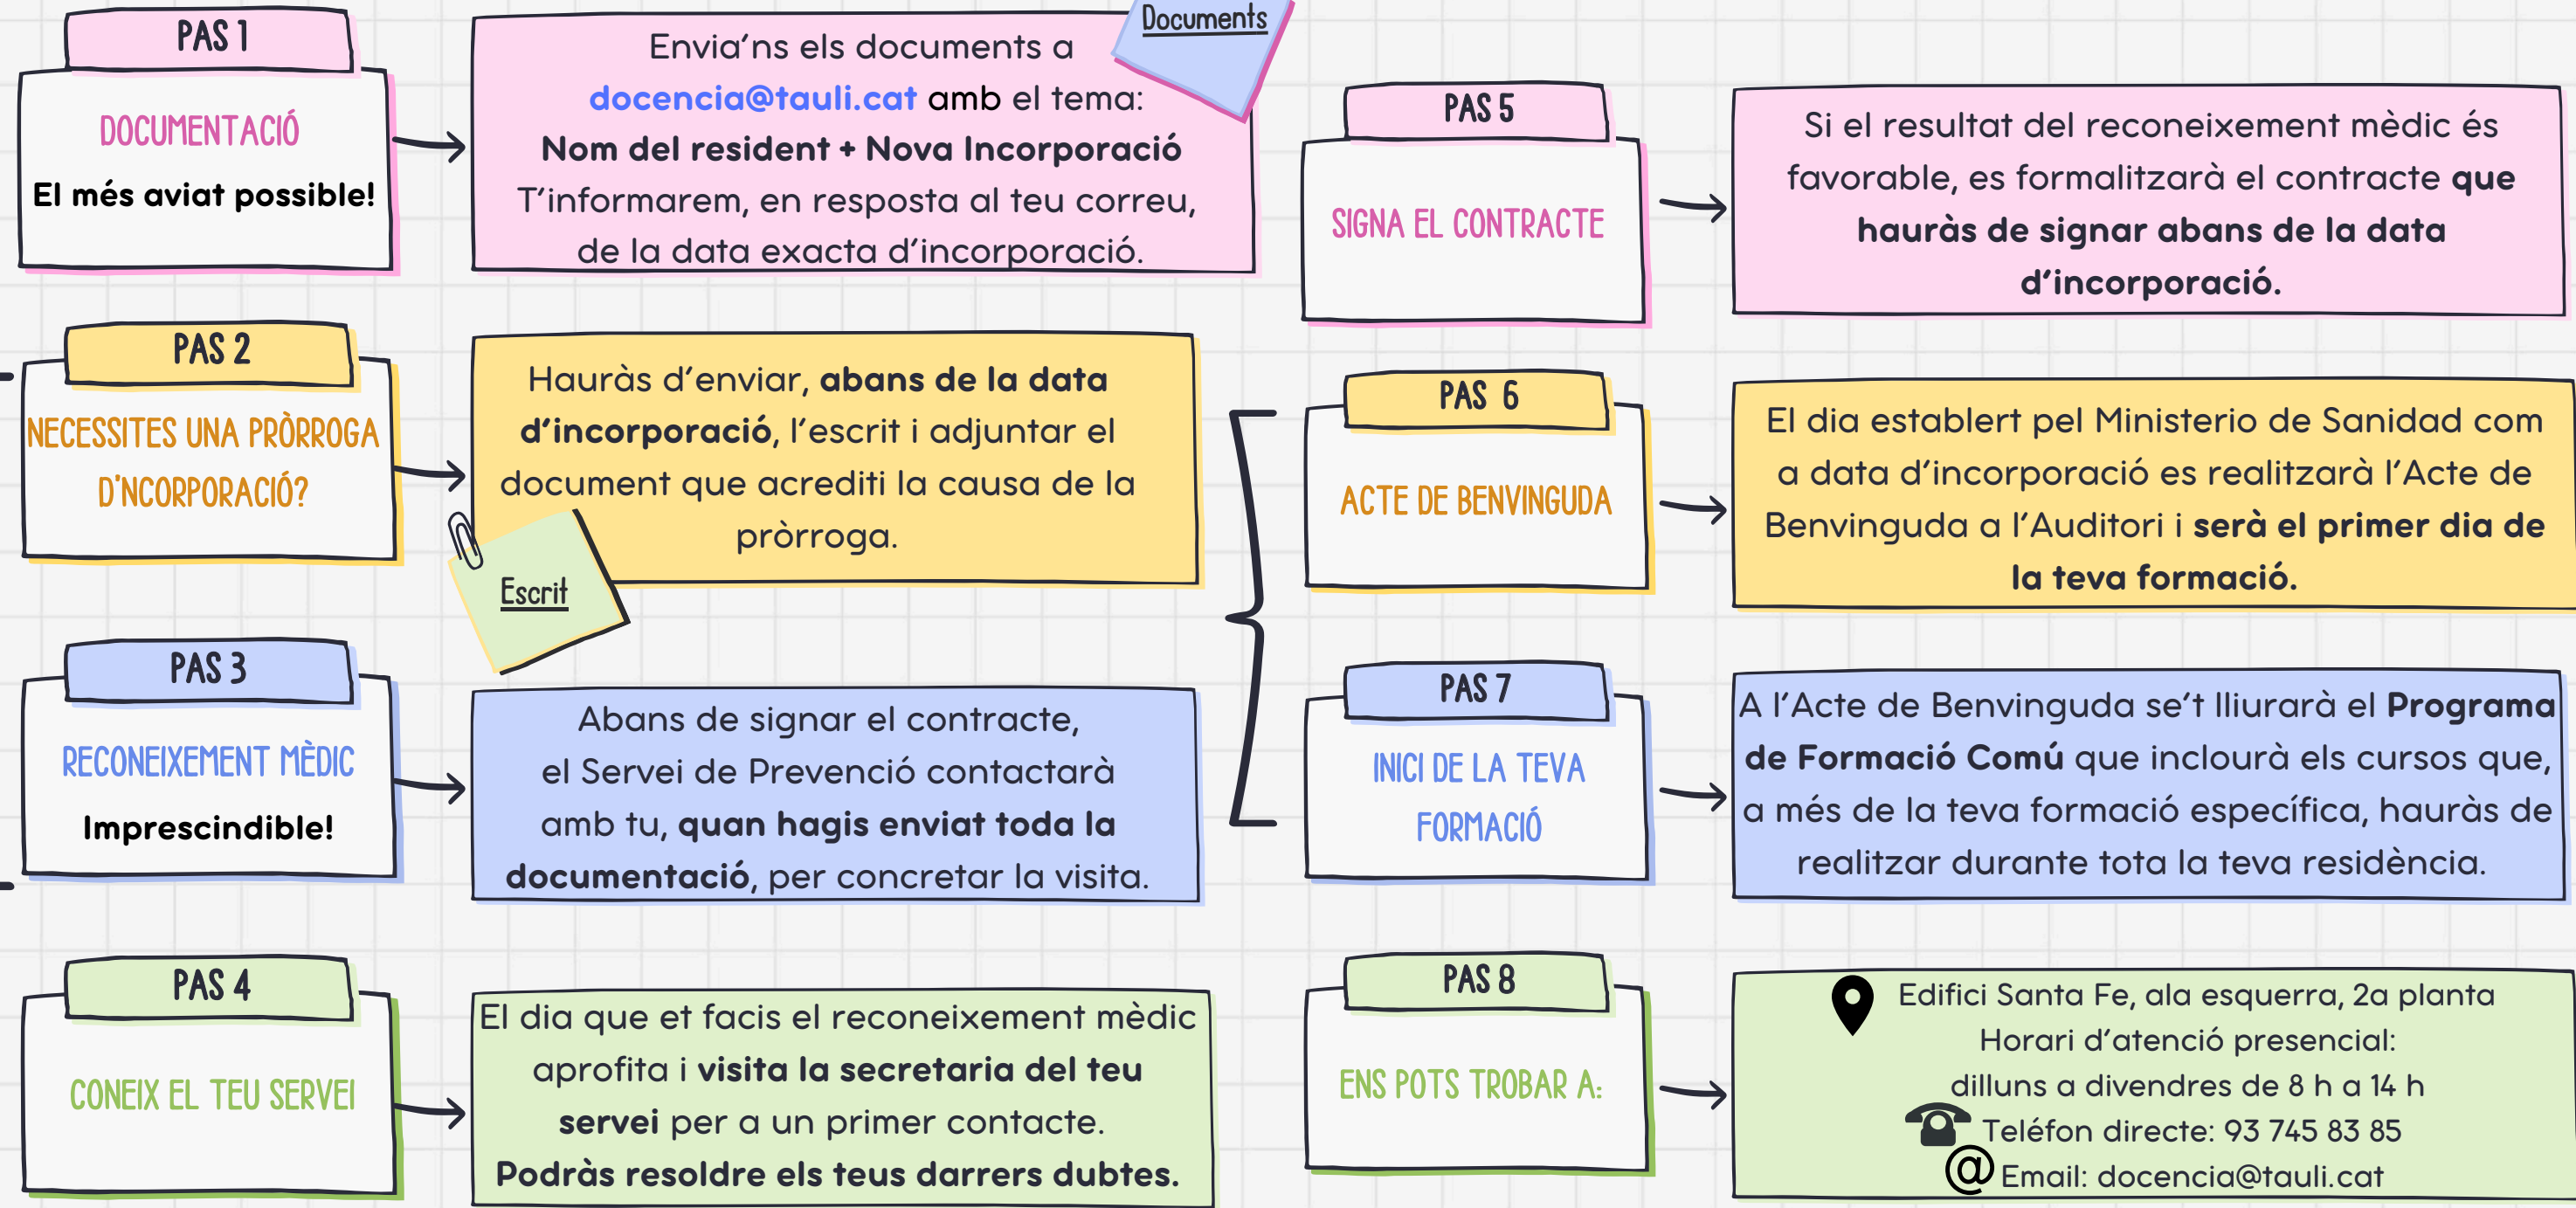 PAS 1
DOCUMENTACIÓ
El més aviat possible!
Documents
Envia'ns els documents a
docencia@tauli.cat amb el tema:
Nom del resident + Nova Incorporació
T'informarem, en resposta al teu correu,
de la data exacta d'incorporació.
PAS 2
NECESSITES UNA PRÒRROGA
D'NCORPORACIÓ?
Hauràs d'enviar, abans de la data
d'incorporació, l'escrit i adjuntar el
document que acrediti la causa de la
pròrroga.
Escrit
PAS 3
RECONEIXEMENT MÈDIC
Imprescindible!
Abans de signar el contracte,
el Servei de Prevenció contactarà
amb tu, quan hagis enviat toda la
documentació, per concretar la visita.
PAS 4
CONEIX EL TEU SERVEI
El dia que et facis el reconeixement mèdic
aprofita i visita la secretaria del teu
servei per a un primer contacte.
Podràs resoldre els teus darrers dubtes.
PAS 5
SIGNA EL CONTRACTE
Si el resultat del reconeixement mèdic és
favorable, es formalitzarà el contracte que
hauràs de signar abans de la data
d'incorporació.
PAS 6
ACTE DE BENVINGUDA
El dia establert pel Ministerio de Sanidad com
a data d'incorporació es realitzarà l'Acte de
Benvinguda a l'Auditori i serà el primer dia de
la teva formació.
PAS 7
INICI DE LA TEVA
FORMACIÓ
A l'Acte de Benvinguda se't lliurarà el Programa
de Formació Comú que inclourà els cursos que,
a més de la teva formació específica, hauràs de
realitzar durante tota la teva residència.
PAS 8
ENS POTS TROBAR A:
Edifici Santa Fe, ala esquerra, 2a planta
Horari d'atenció presencial:
dilluns a divendres de 8 h a 14 h
Teléfon directe: 93 745 83 85
@ Email: docencia@tauli.cat